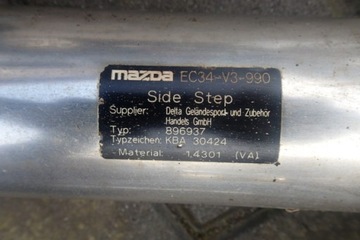 mazda EC34-V3-990
Side Step
Supplier: Delta Geländesport und Zubehör
Handels GmbH
Typ: 896937
Typzeichen: KBA 30424
Material: 1.4301 (VA)